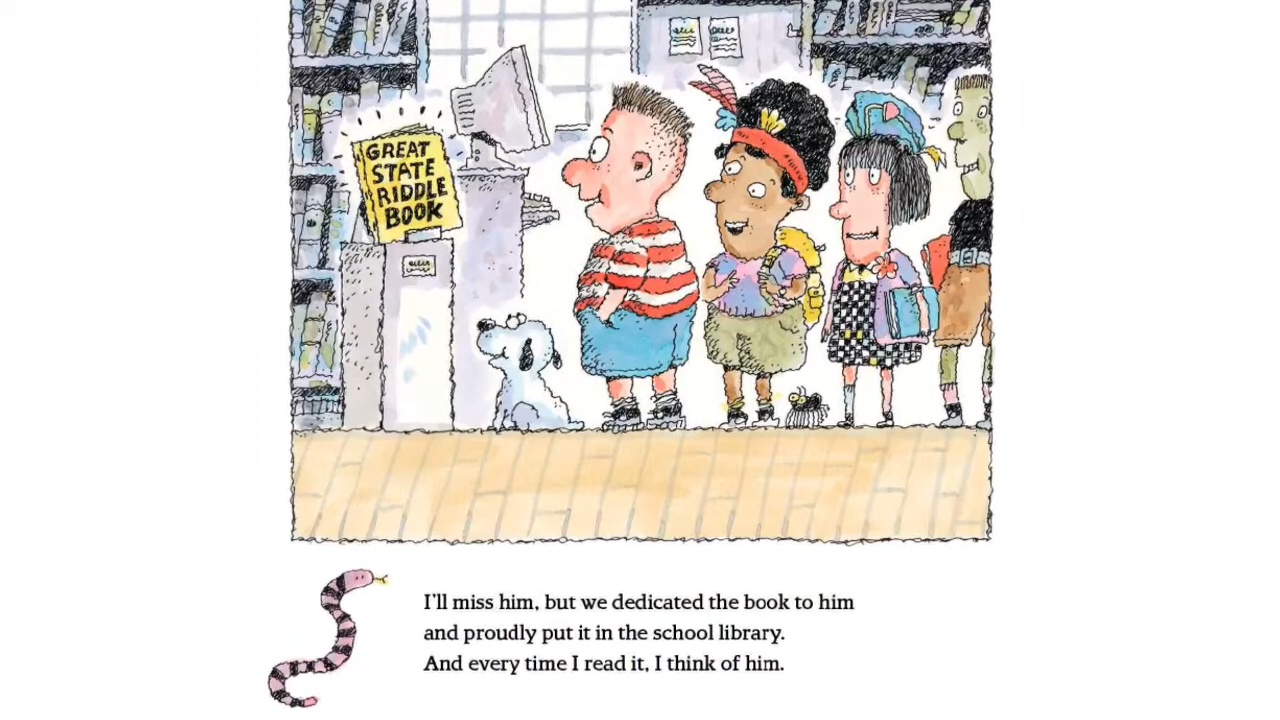 GREAT
STATE
RIDDLE
BOOK
I'll miss him, but we dedicated the book to him
and proudly put it in the school library.
And every time I read it, I think of him.